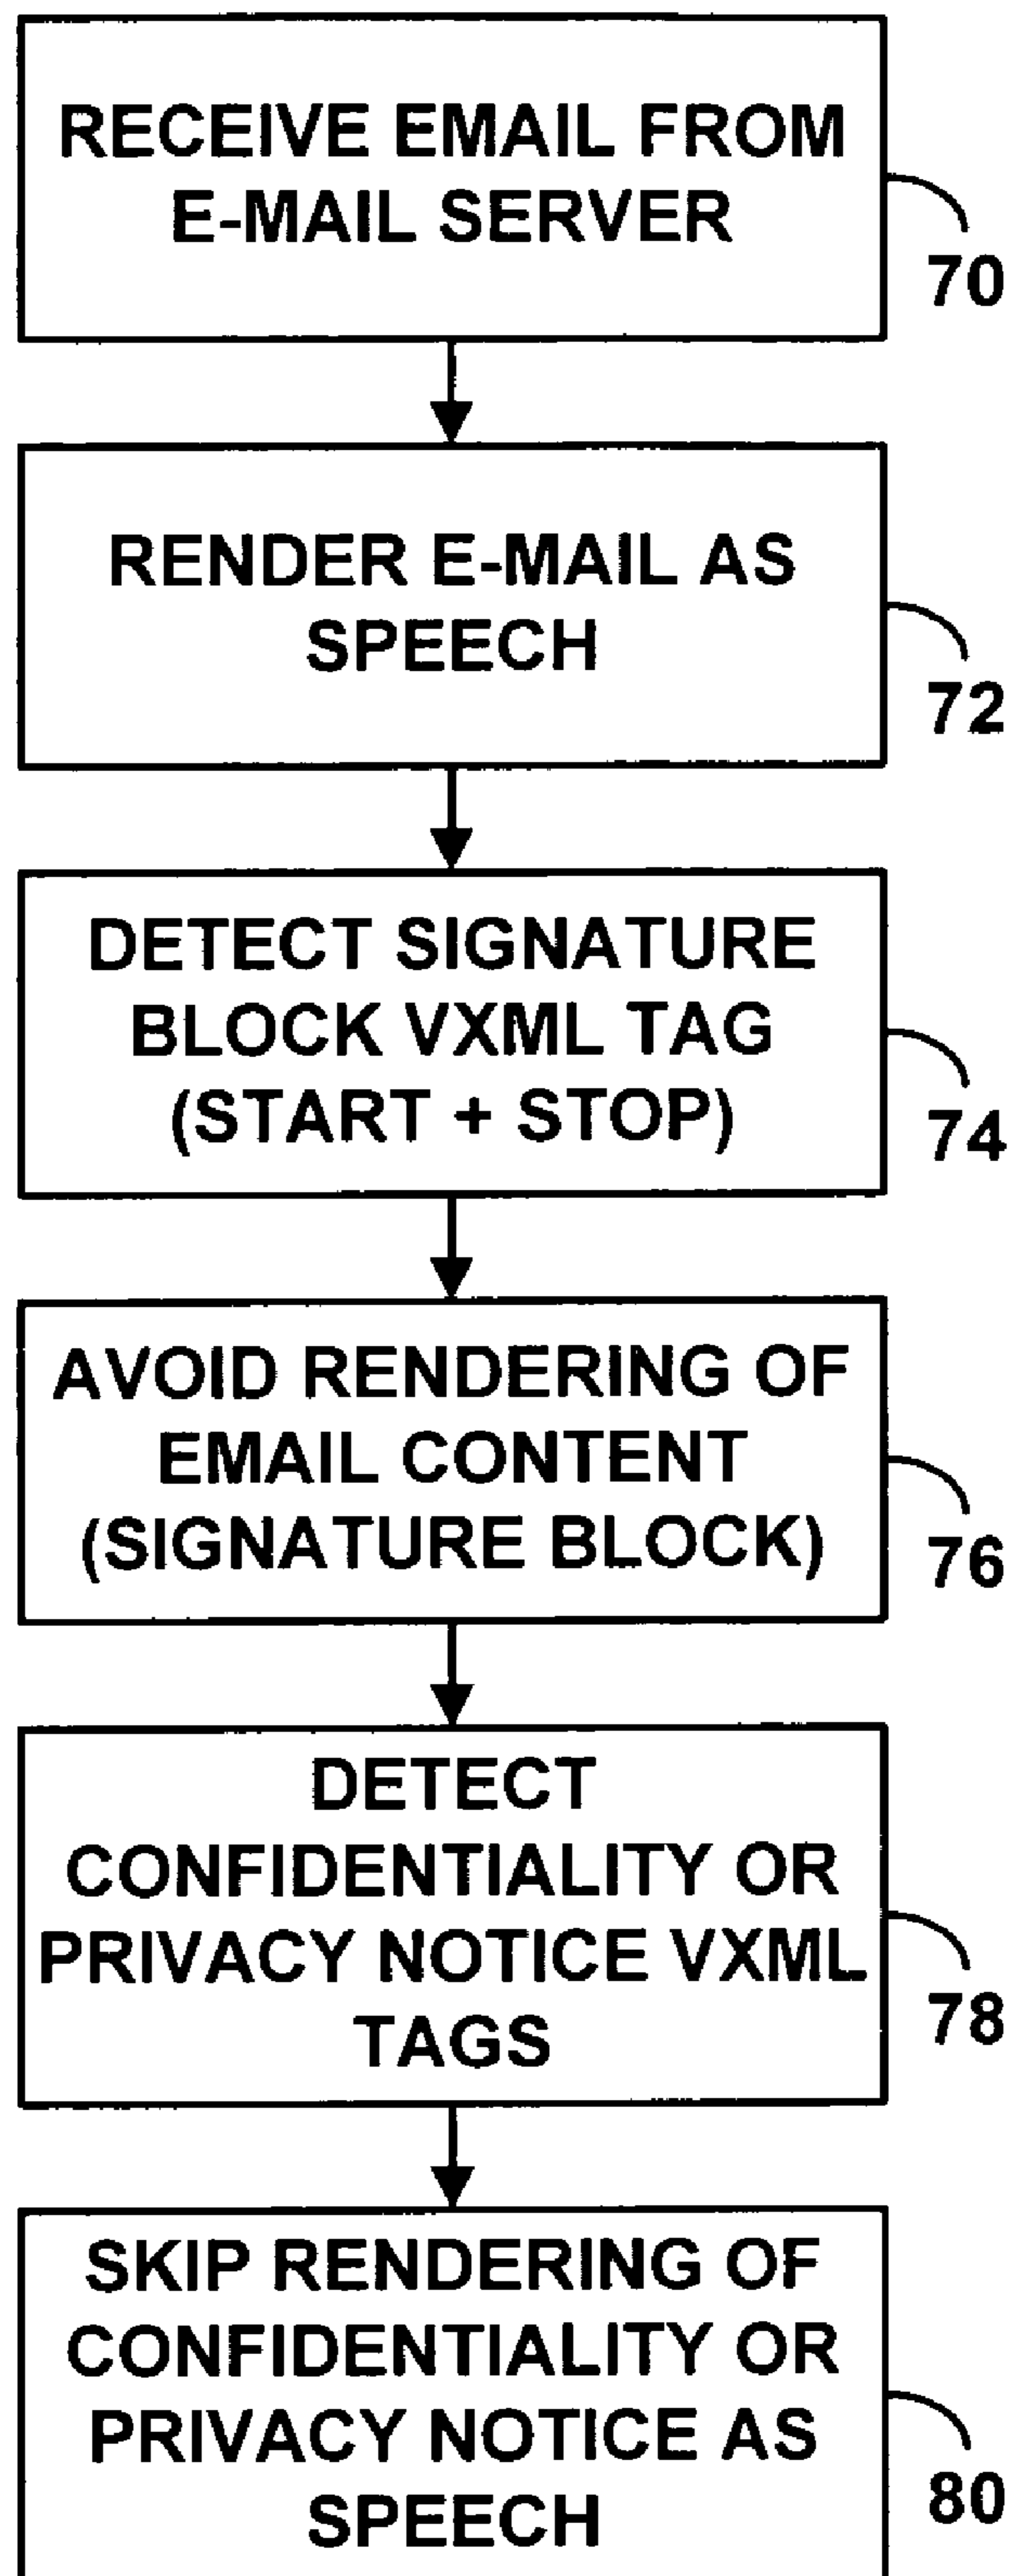 RECEIVE EMAIL FROM
E-MAIL SERVER
70
RENDER E-MAIL AS
SPEECH
72
DETECT SIGNATURE
BLOCK VXML TAG
(START + STOP)
74
AVOID RENDERING OF
EMAIL CONTENT
(SIGNATURE BLOCK)
76
DETECT
CONFIDENTIALITY OR
PRIVACY NOTICE VXML
TAGS
78
SKIP RENDERING OF
CONFIDENTIALITY OR
PRIVACY NOTICE AS
SPEECH
80